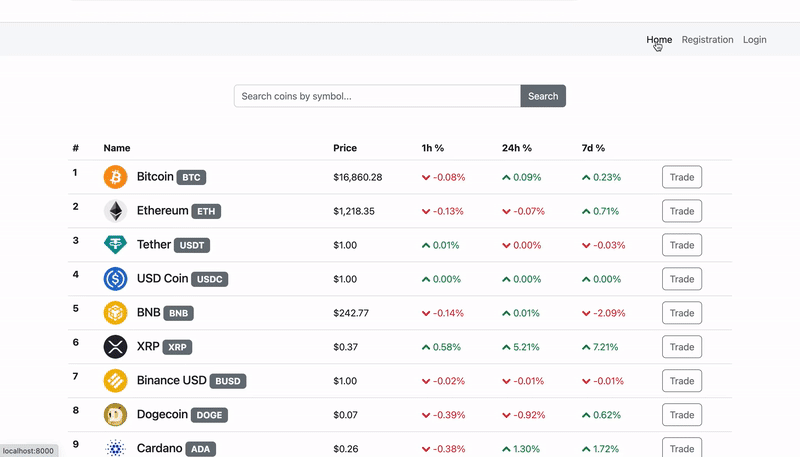 Home Registration Login
Search coins by symbol... Search
# Name Price 1h % 24h % 7d %
1 Bitcoin BTC $16,860.28 -0.08% 0.09% 0.23% Trade
2 Ethereum ETH $1,218.35 -0.13% -0.07% 0.71% Trade
3 Tether USDT $1.00 0.01% 0.00% -0.03% Trade
4 USD Coin USDC $1.00 0.00% 0.00% 0.00% Trade
5 BNB BNB $242.77 -0.14% 0.01% -2.09% Trade
6 XRP XRP $0.37 0.58% 5.21% 7.21% Trade
7 Binance USD BUSD $1.00 -0.02% -0.01% -0.01% Trade
8 Dogecoin DOGE $0.07 -0.39% -0.92% 0.62% Trade
9 Cardano ADA $0.26 -0.38% 1.30% 1.72% Trade
localhost:8000